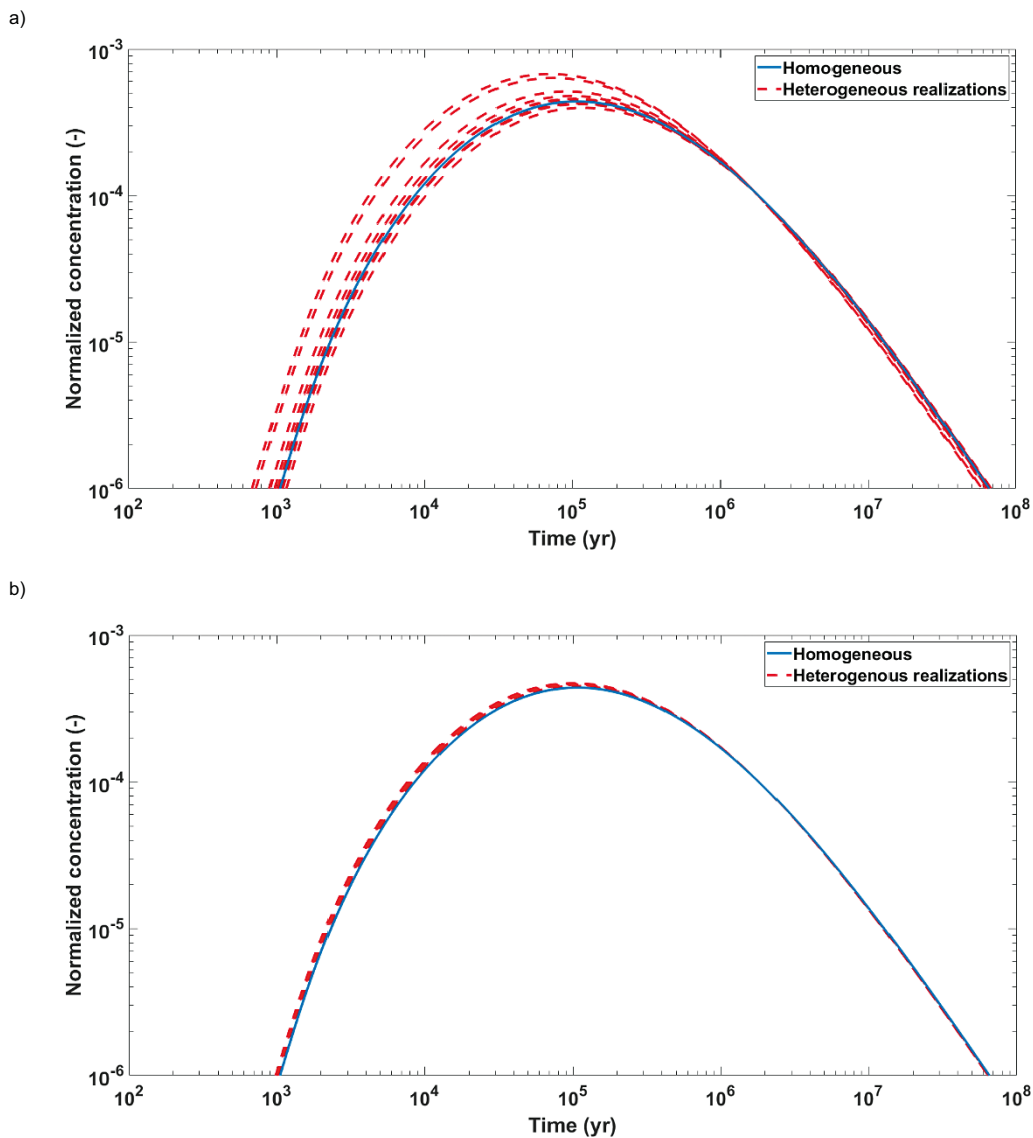 a)
10^-3
10^-4
10^-5
10^-6
Normalized concentration (-)
Homogeneous
Heterogeneous realizations
10^2 10^3 10^4 10^5 10^6 10^7 10^8
Time (yr)
b)
10^-3
10^-4
10^-5
10^-6
Normalized concentration (-)
Homogeneous
Heterogenous realizations
10^2 10^3 10^4 10^5 10^6 10^7 10^8
Time (yr)